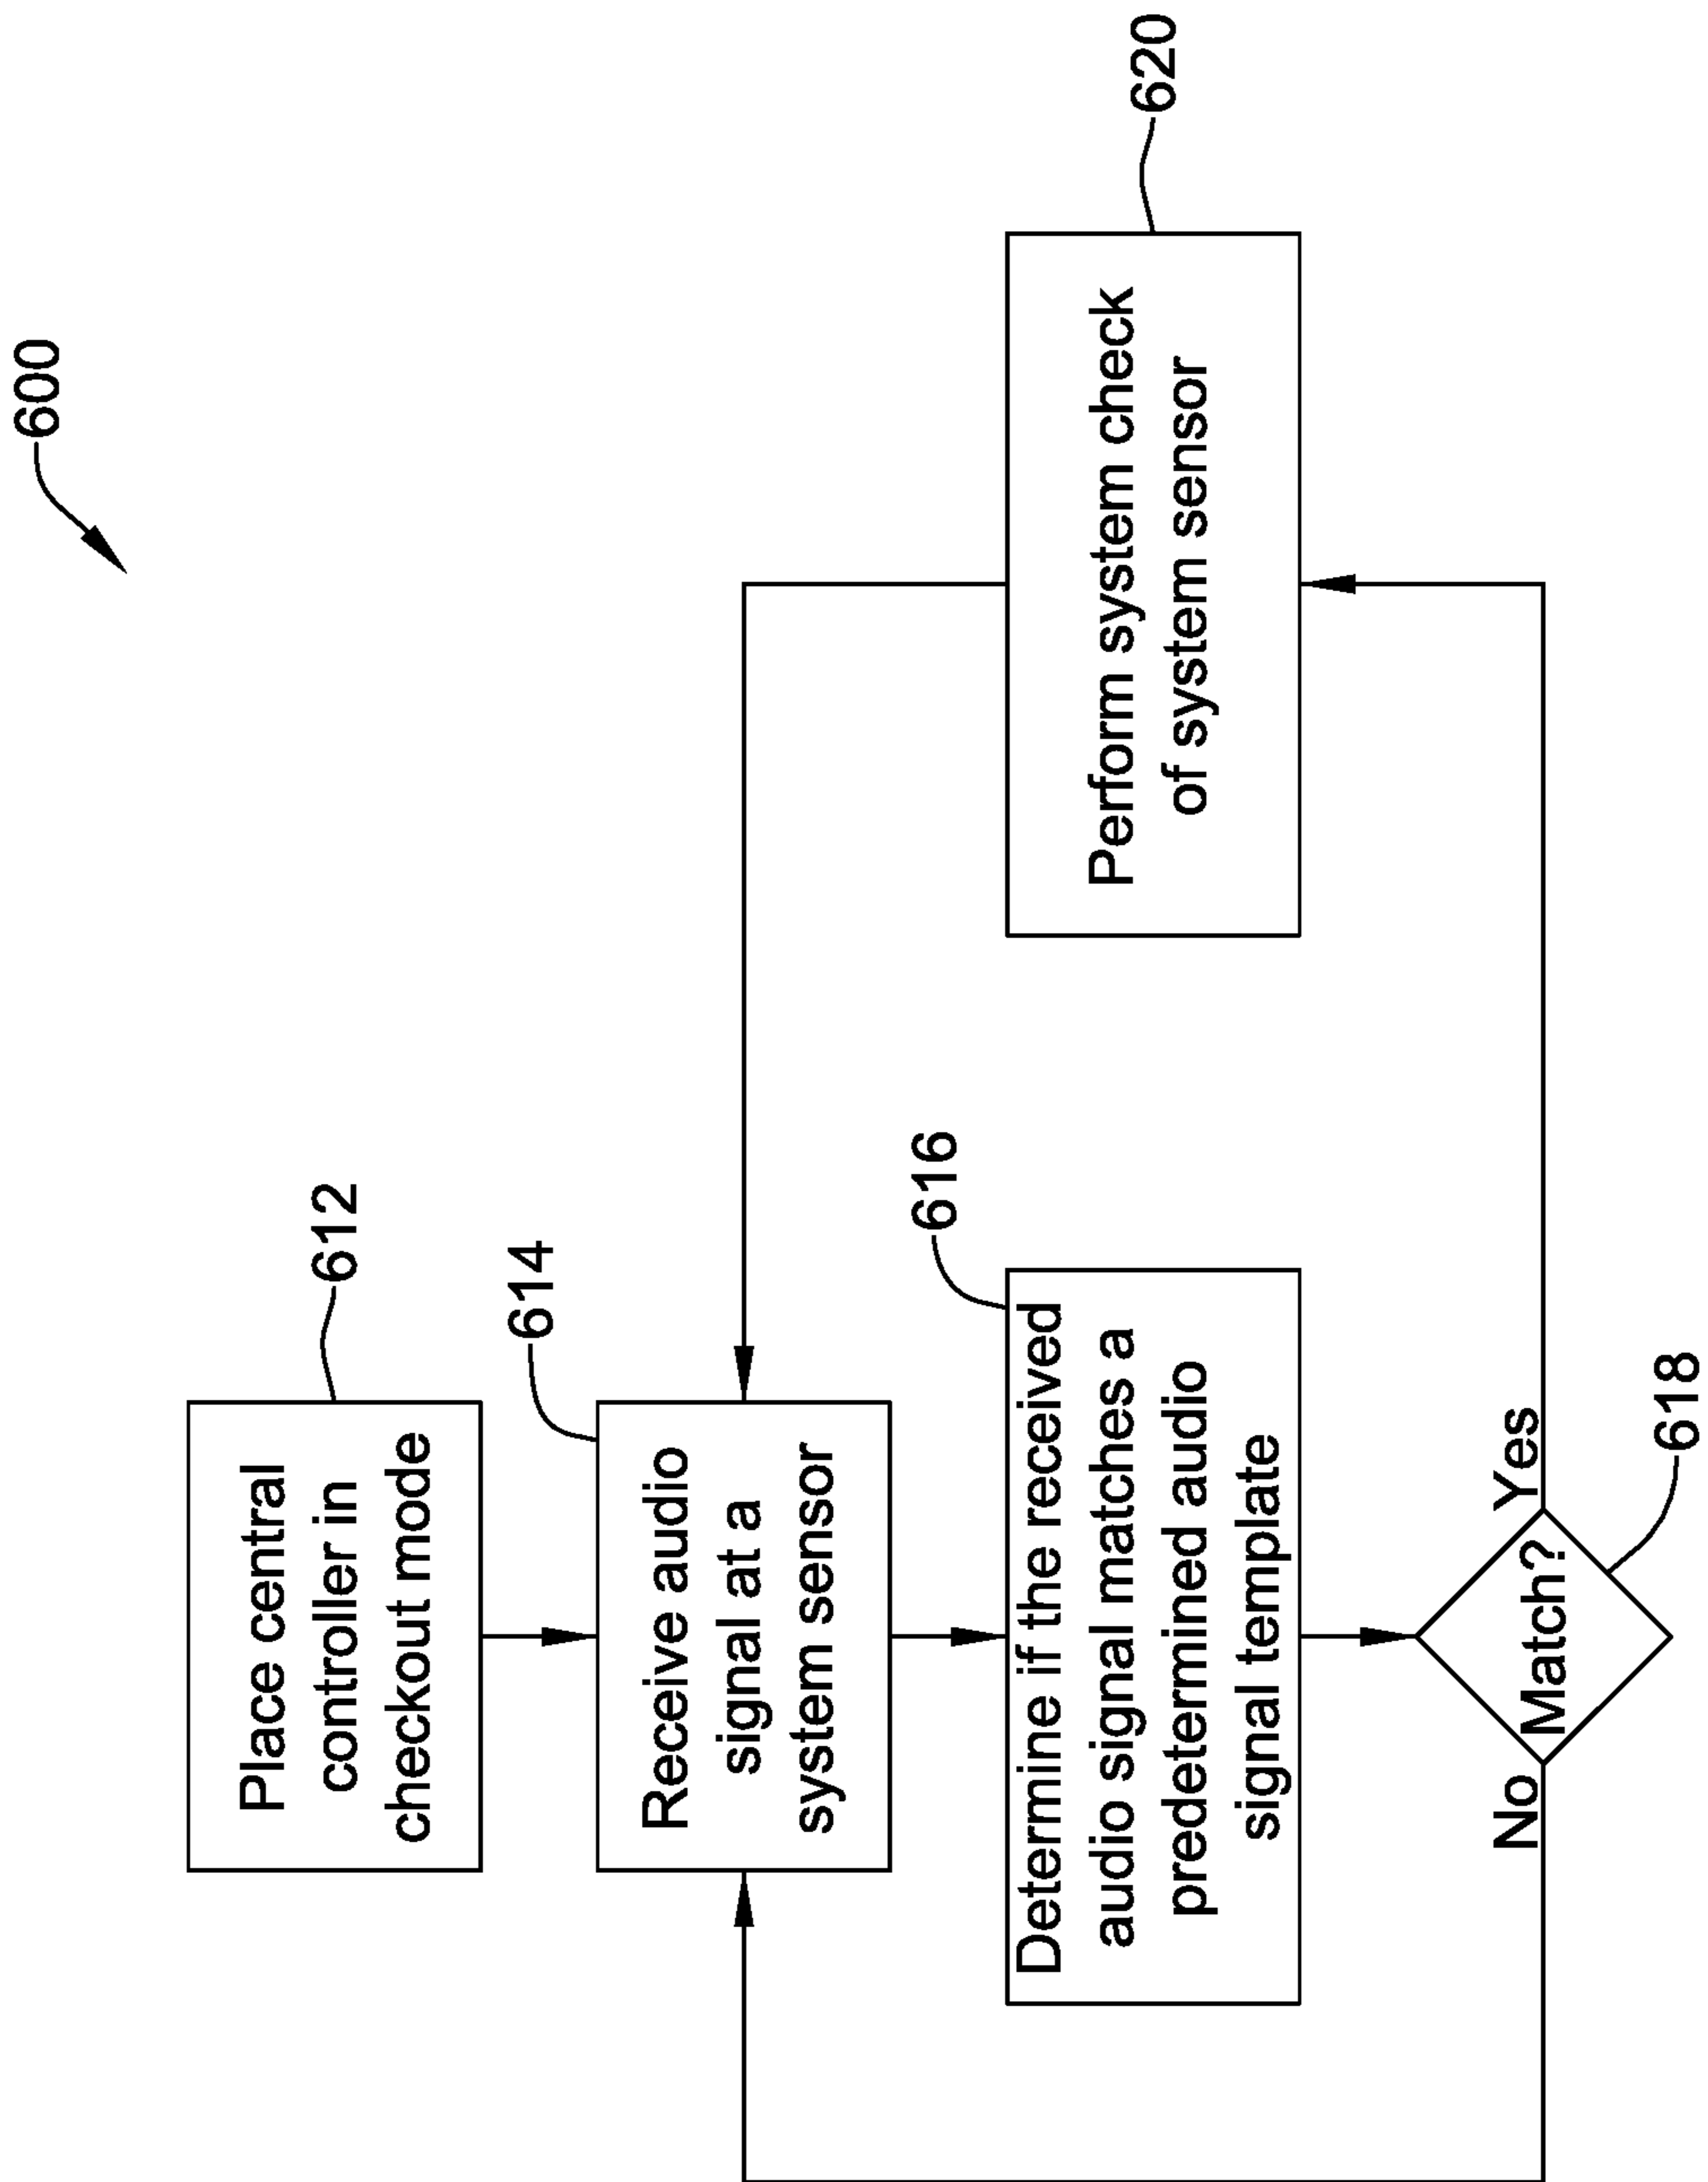 600
Place central
controller in
checkout mode
612
Receive audio
signal at a
system sensor
614
Determine if the received
audio signal matches a
predetermined audio
signal template
616
Match?
618
No
Yes
Perform system check
of system sensor
620